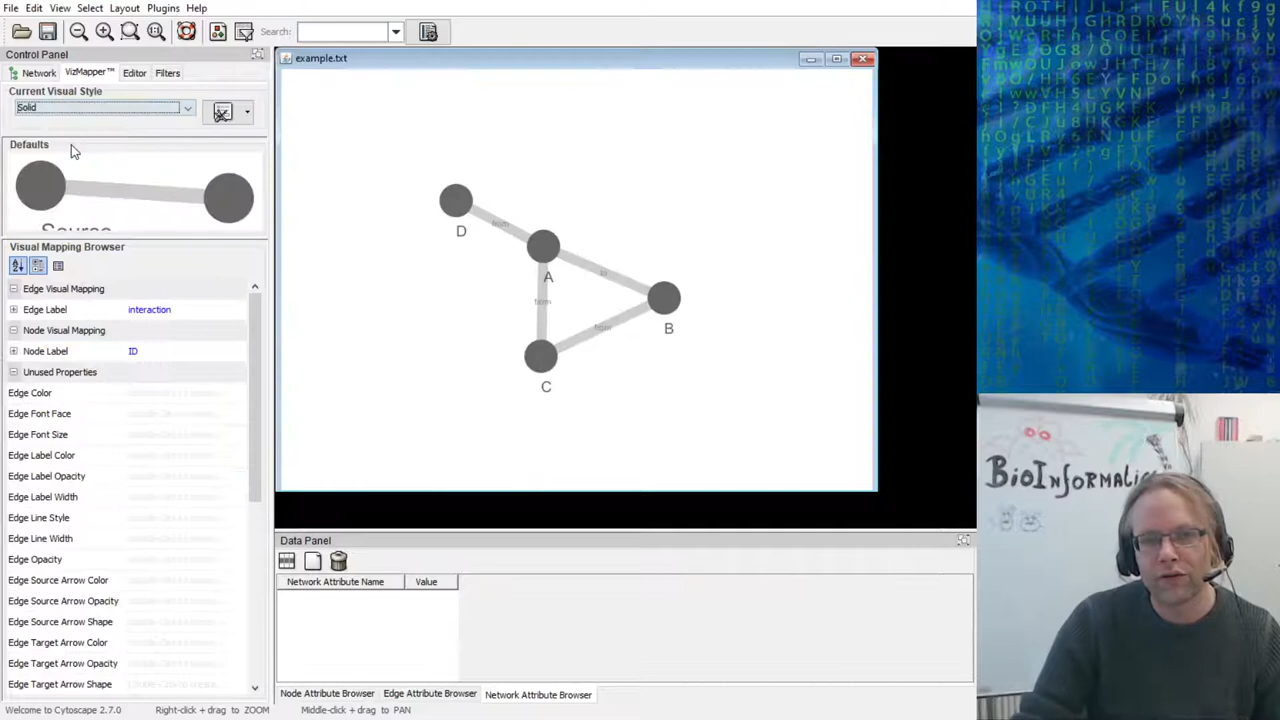 File Edit View Select Layout Plugins Help
Search:
Control Panel
example.txt
Network VizMapper™ Editor Filters
Current Visual Style
Solid
Defaults
Source
D
A
B
C
Visual Mapping Browser
Edge Visual Mapping
Edge Label interaction
Node Visual Mapping
Node Label ID
Unused Properties
Edge Color
Edge Font Face
Edge Font Size
Edge Label Color
Edge Label Opacity
Edge Label Width
Edge Line Style
Edge Line Width
Edge Opacity
Edge Source Arrow Color
Edge Source Arrow Opacity
Edge Source Arrow Shape
Edge Target Arrow Color
Edge Target Arrow Opacity
Edge Target Arrow Shape
Data Panel
Network Attribute Name Value
Node Attribute Browser Edge Attribute Browser Network Attribute Browser
Welcome to Cytoscape 2.7.0 Right-click + drag to ZOOM Middle-click + drag to PAN